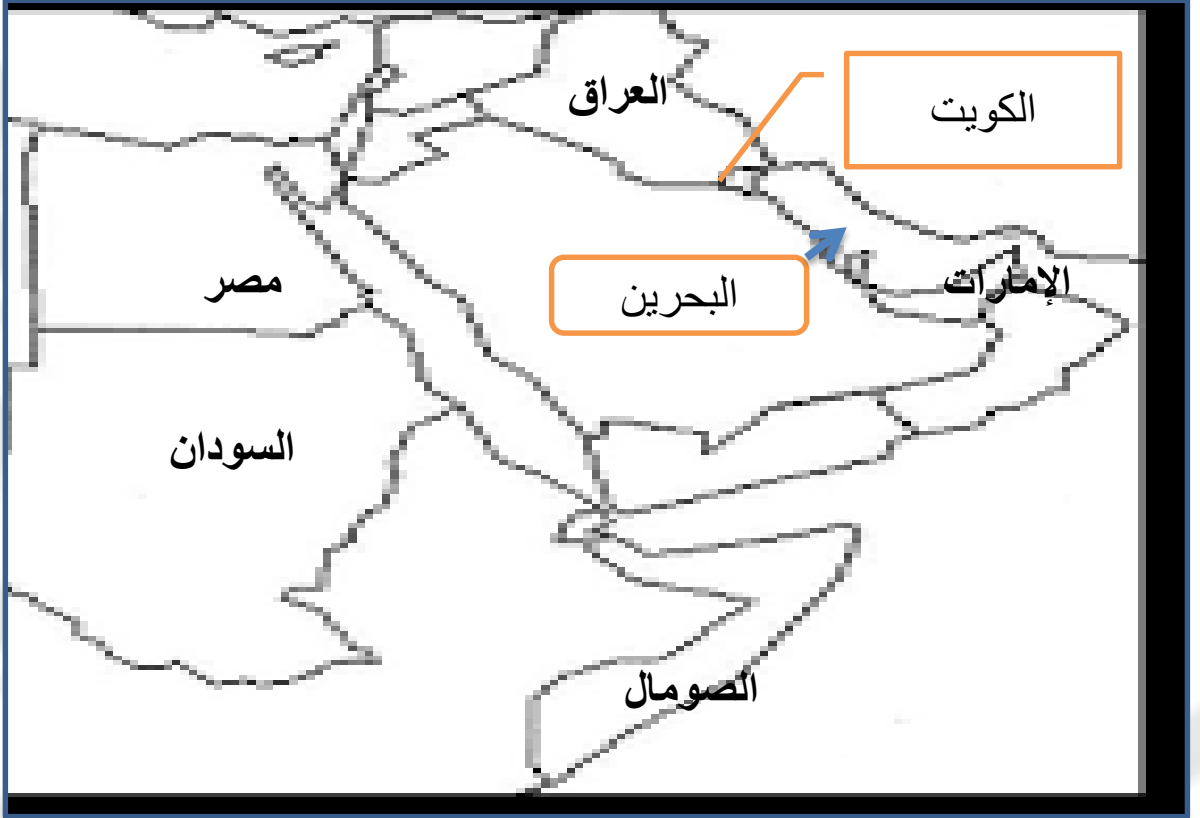 العراق
الكويت
البحرين
الإمارات
مصر
السودان
الصومال